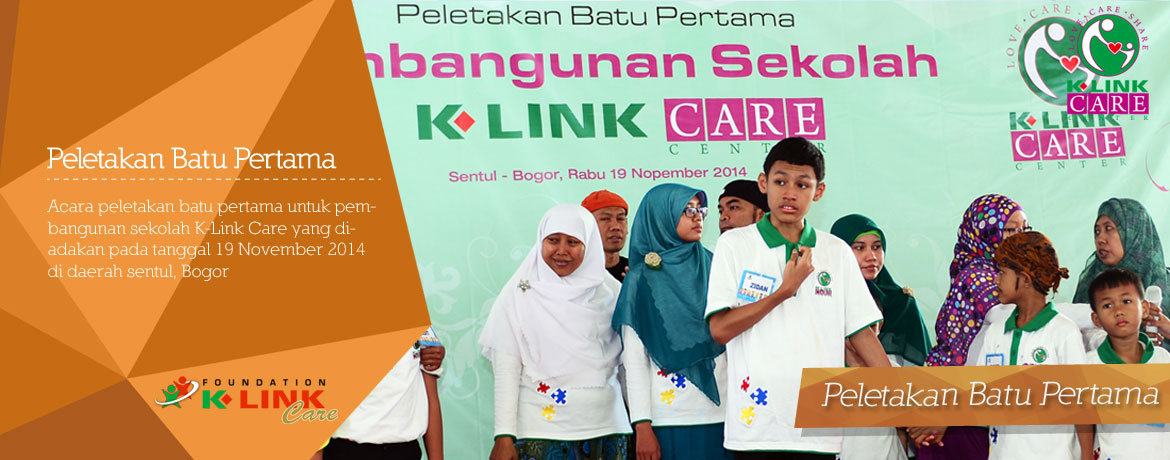 Peletakan Batu Pertama
Acara peletakan batu pertama untuk pem-
bangunan sekolah K-Link Care yang di-
adakan pada tanggal 19 November 2014
di daerah sentul, Bogor
FOUNDATION
K-LINK
Care
Peletakan Batu Pertama
mbangunan Sekolah
K-LINK CARE
CENTER
Sentul - Bogor, Rabu 19 Nopember 2014
ZIDAN
LOVE · CARE ·
LOVE · CARE · SHARE
K-LINK
CARE
K-LINK
CARE
CENTER
Peletakan Batu Pertama